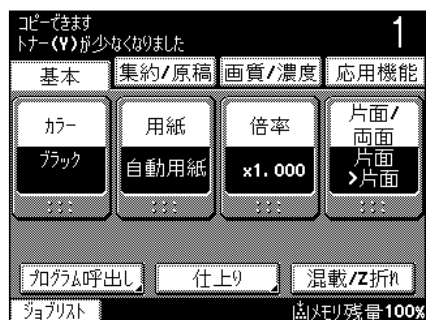 コピーできます
トナー(Y)が少なくなりました
1
基本
集約/原稿
画質/濃度
応用機能
カラー
ブラック
用紙
自動用紙
倍率
x1.000
片面/
両面
片面
>片面
プログラム呼出し
仕上り
混載/Z折れ
ジョブリスト
メモリ残量100%